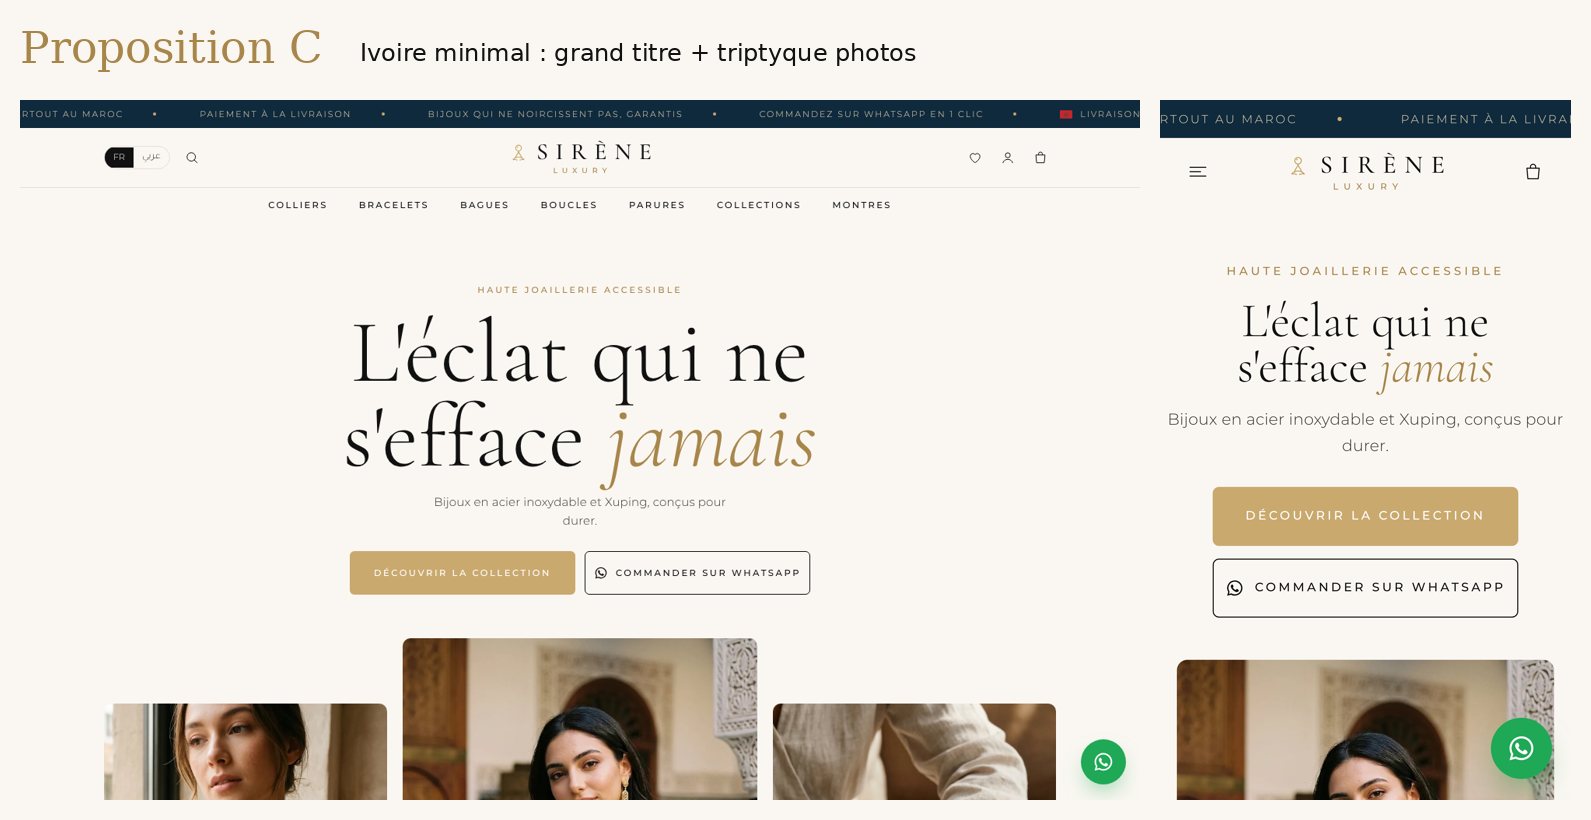 Proposition C Ivoire minimal : grand titre + triptyque photos
RTOUT AU MAROC • PAIEMENT À LA LIVRAISON • BIJOUX QUI NE NOIRCISSENT PAS, GARANTIS • COMMANDEZ SUR WHATSAPP EN 1 CLIC • LIVRAISON
FR عربي
SIRÈNE
LUXURY
COLLIERS BRACELETS BAGUES BOUCLES PARURES COLLECTIONS MONTRES
HAUTE JOAILLERIE ACCESSIBLE
L'éclat qui ne
s'efface jamais
Bijoux en acier inoxydable et Xuping, conçus pour
durer.
DÉCOUVRIR LA COLLECTION
COMMANDER SUR WHATSAPP
RTOUT AU MAROC • PAIEMENT À LA LIVRAI
SIRÈNE
LUXURY
HAUTE JOAILLERIE ACCESSIBLE
L'éclat qui ne
s'efface jamais
Bijoux en acier inoxydable et Xuping, conçus pour
durer.
DÉCOUVRIR LA COLLECTION
COMMANDER SUR WHATSAPP